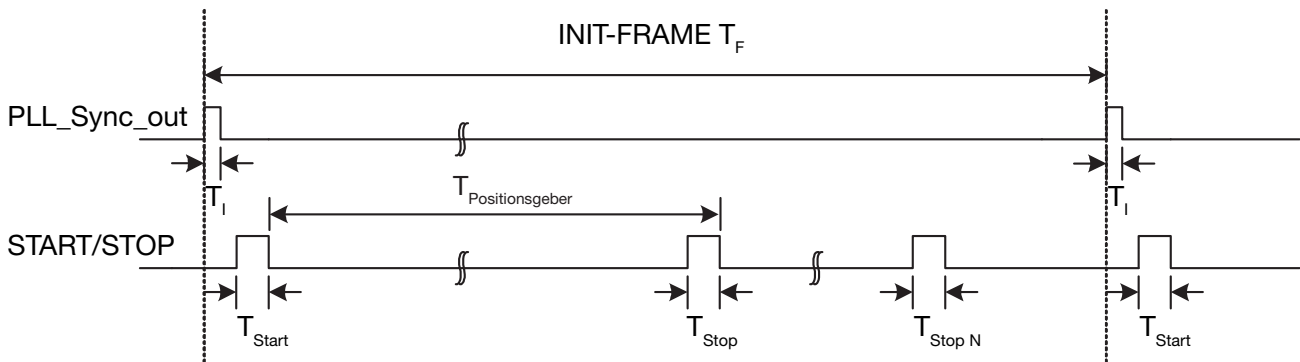 INIT-FRAME T_F
PLL_Sync_out
T_I T_I
T_Positionsgeber
START/STOP
T_Start T_Stop T_Stop N T_Start